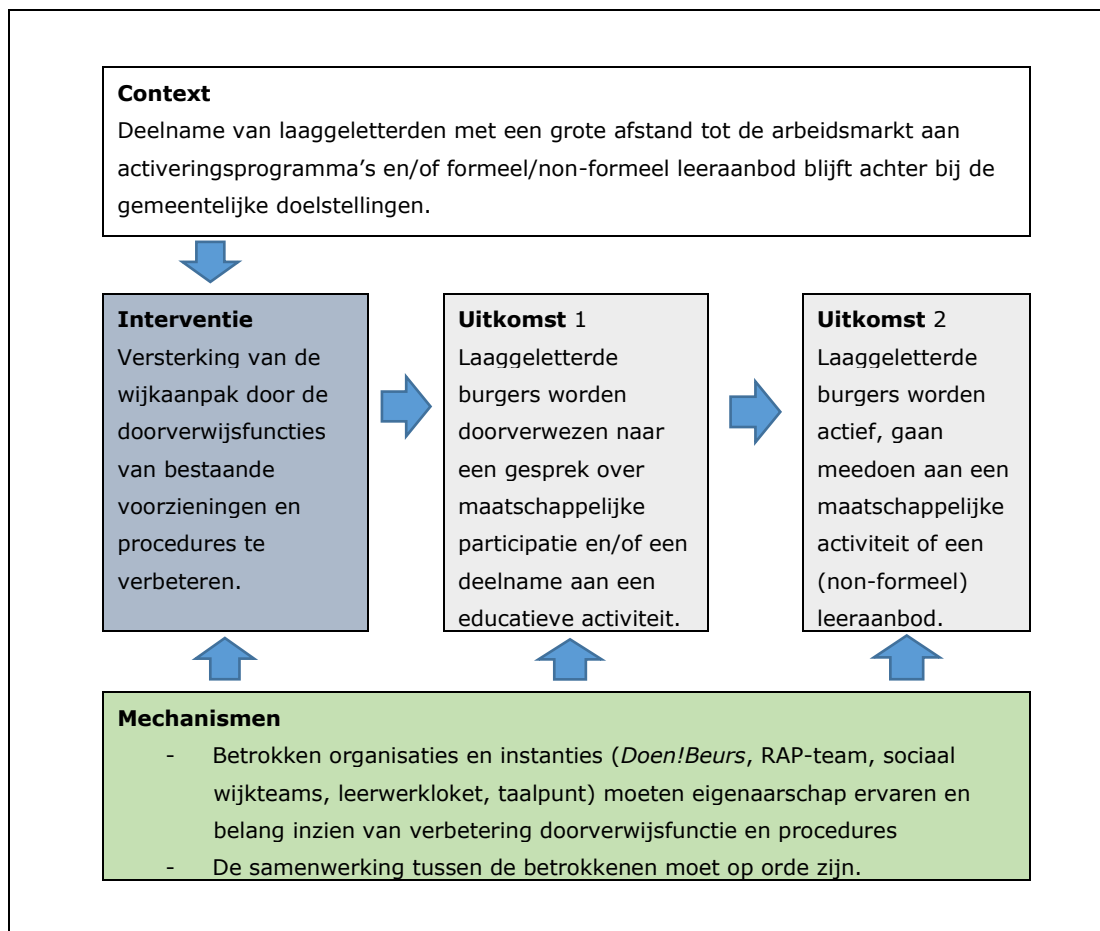 Context
Deelname van laaggeletterden met een grote afstand tot de arbeidsmarkt aan
activeringsprogramma's en/of formeel/non-formeel leeraanbod blijft achter bij de
gemeentelijke doelstellingen.
Interventie
Versterking van de
wijkaanpak door de
doorverwijsfuncties
van bestaande
voorzieningen en
procedures te
verbeteren.
Uitkomst 1
Laaggeletterde
burgers worden
doorverwezen naar
een gesprek over
maatschappelijke
participatie en/of een
deelname aan een
educatieve activiteit.
Uitkomst 2
Laaggeletterde
burgers worden
actief, gaan
meedoen aan een
maatschappelijke
activiteit of een
(non-formeel)
leeraanbod.
Mechanismen
- Betrokken organisaties en instanties (Doen!Beurs, RAP-team, sociaal
wijkteams, leerwerkloket, taalpunt) moeten eigenaarschap ervaren en
belang inzien van verbetering doorverwijsfunctie en procedures
- De samenwerking tussen de betrokkenen moet op orde zijn.